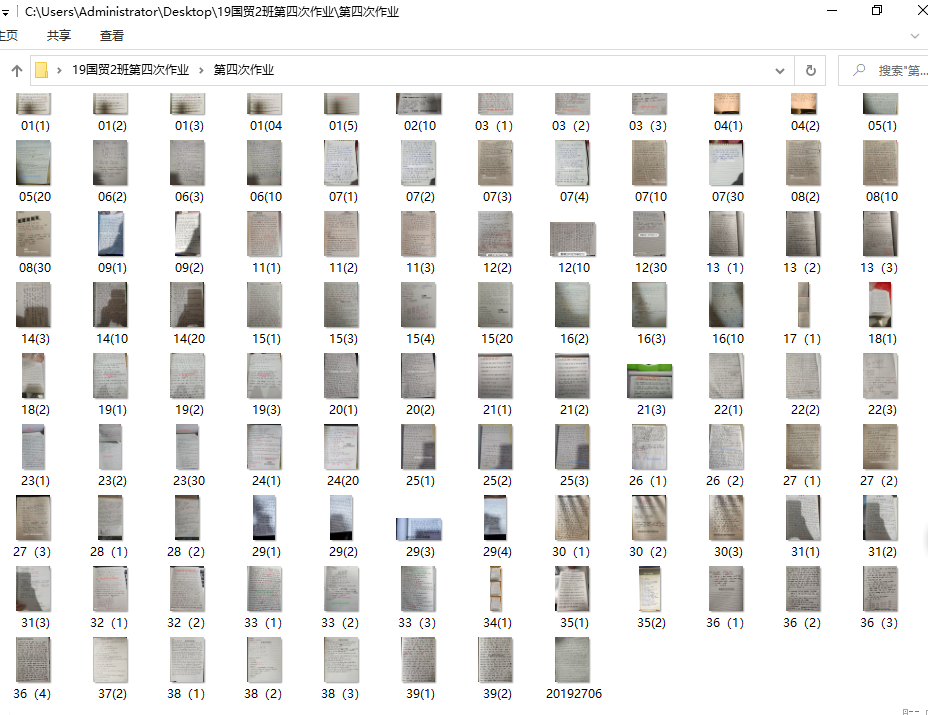 C:\Users\Administrator\Desktop\19国贸2班第四次作业\第四次作业
主页 共享 查看
19国贸2班第四次作业 › 第四次作业 搜索"第...
01(1) 01(2) 01(3) 01(04 01(5) 02(10 03（1） 03（2） 03（3） 04(1) 04(2) 05(1)
05(20 06(2) 06(3) 06(10 07(1) 07(2) 07(3) 07(4) 07(10 07(30 08(2) 08(10
08(30 09(1) 09(2) 11(1) 11(2) 11(3) 12(2) 12(10 12(30 13（1） 13（2） 13（3）
14(3) 14(10 14(20 15(1) 15(3) 15(4) 15(20 16(2) 16(3) 16(10 17（1） 18(1)
18(2) 19(1) 19(2) 19(3) 20(1) 20(2) 21(1) 21(2) 21(3) 22(1) 22(2) 22(3)
23(1) 23(2) 23(30 24(1) 24(20 25(1) 25(2) 25(3) 26（1） 26（2） 27（1） 27（2）
27（3） 28（1） 28（2） 29(1) 29(2) 29(3) 29(4) 30（1） 30（2） 30(3) 31(1) 31(2)
31(3) 32（1） 32（2） 33（1） 33（2） 33（3） 34(1) 35(1) 35(2) 36（1） 36（2） 36（3）
36（4） 37(2) 38（1） 38（2） 38（3） 39(1) 39(2) 20192706